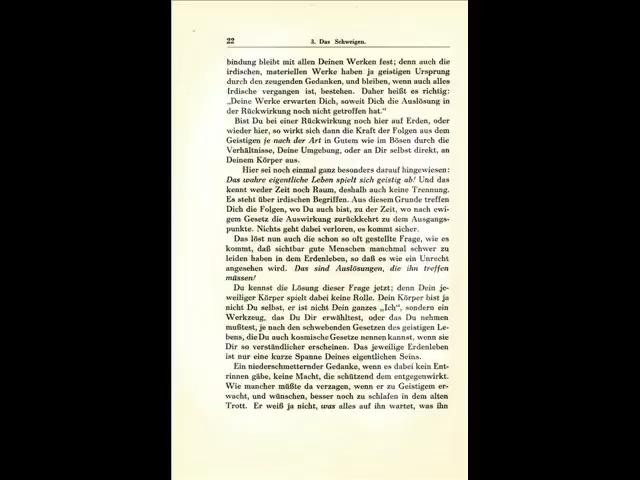 22
3. Das Schweigen.
bindung bleibt mit allen Deinen Werken fest; denn auch die
irdischen, materiellen Werke haben ja geistigen Ursprung
durch den zeugenden Gedanken, und bleiben, wenn auch alles
Irdische vergangen ist, bestehen. Daher heißt es richtig:
„Deine Werke erwarten Dich, soweit Dich die Auslösung in
der Rückwirkung noch nicht getroffen hat."
Bist Du bei einer Rückwirkung noch hier auf Erden, oder
wieder hier, so wirkt sich dann die Kraft der Folgen aus dem
Geistigen je nach der Art in Gutem wie im Bösen durch die
Verhältnisse, Deine Umgebung, oder an Dir selbst direkt, an
Deinem Körper aus.
Hier sei noch einmal ganz besonders darauf hingewiesen:
Das wahre eigentliche Leben spielt sich geistig ab! Und das
kennt weder Zeit noch Raum, deshalb auch keine Trennung.
Es steht über irdischen Begriffen. Aus diesem Grunde treffen
Dich die Folgen, wo Du auch bist, zu der Zeit, wo nach ewi-
gem Gesetz die Auswirkung zurückkehrt zu dem Ausgangs-
punkte. Nichts geht dabei verloren, es kommt sicher.
Das löst nun auch die schon so oft gestellte Frage, wie es
kommt, daß sichtbar gute Menschen manchmal schwer zu
leiden haben in dem Erdenleben, so daß es wie ein Unrecht
angesehen wird. Das sind Auslösungen, die ihn treffen
müssen!
Du kennst die Lösung dieser Frage jetzt; denn Dein je-
weiliger Körper spielt dabei keine Rolle. Dein Körper bist ja
nicht Du selbst, er ist nicht Dein ganzes „Ich", sondern ein
Werkzeug, das Du Dir erwähltest, oder das Du nehmen
mußtest, je nach den schwebenden Gesetzen des geistigen Le-
bens, die Du auch kosmische Gesetze nennen kannst, wenn sie
Dir so verständlicher erscheinen. Das jeweilige Erdenleben
ist nur eine kurze Spanne Deines eigentlichen Seins.
Ein niederschmetternder Gedanke, wenn es dabei kein Ent-
rinnen gäbe, keine Macht, die schützend dem entgegenwirkt.
Wie mancher müßte da verzagen, wenn er zu Geistigem er-
wacht, und wünschen, besser noch zu schlafen in dem alten
Trott. Er weiß ja nicht, was alles auf ihn wartet, was ihn